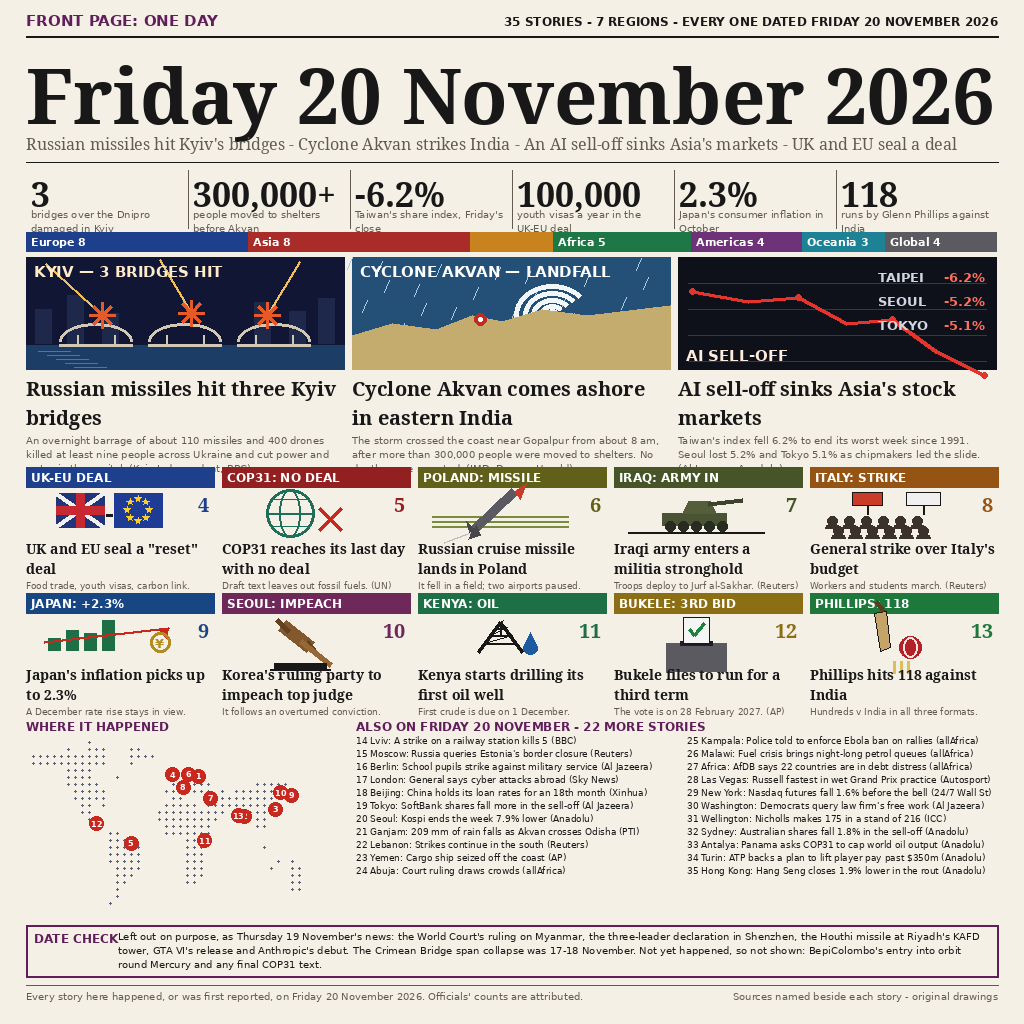 FRONT PAGE: ONE DAY
35 STORIES - 7 REGIONS - EVERY ONE DATED FRIDAY 20 NOVEMBER 2026
Friday 20 November 2026
Russian missiles hit Kyiv's bridges - Cyclone Akvan strikes India - An AI sell-off sinks Asia's markets - UK and EU seal a deal
3
bridges over the Dnipro
damaged in Kyiv
300,000+
people moved to shelters
before Akvan
-6.2%
Taiwan's share index, Friday's
close
100,000
youth visas a year in the
UK-EU deal
2.3%
Japan's consumer inflation in
October
118
runs by Glenn Phillips against
India
Europe 8
Asia 8
Africa 5
Americas 4
Oceania 3
Global 4
KYIV — 3 BRIDGES HIT
CYCLONE AKVAN — LANDFALL
TAIPEI -6.2%
SEOUL -5.2%
TOKYO -5.1%
AI SELL-OFF
Russian missiles hit three Kyiv
bridges
An overnight barrage of about 110 missiles and 400 drones
killed at least nine people across Ukraine and cut power and
Cyclone Akvan comes ashore
in eastern India
The storm crossed the coast near Gopalpur from about 8 am,
after more than 300,000 people were moved to shelters. No
AI sell-off sinks Asia's stock
markets
Taiwan's index fell 6.2% to end its worst week since 1991.
Seoul lost 5.2% and Tokyo 5.1% as chipmakers led the slide.
UK-EU DEAL
4
UK and EU seal a "reset"
deal
Food trade, youth visas, carbon link.
COP31: NO DEAL
5
COP31 reaches its last day
with no deal
Draft text leaves out fossil fuels. (UN)
POLAND: MISSILE
6
Russian cruise missile
lands in Poland
It fell in a field; two airports paused.
IRAQ: ARMY IN
7
Iraqi army enters a
militia stronghold
Troops deploy to Jurf al-Sakhar. (Reuters)
ITALY: STRIKE
8
General strike over Italy's
budget
Workers and students march. (Reuters)
JAPAN: +2.3%
9
¥
Japan's inflation picks up
to 2.3%
A December rate rise stays in view.
SEOUL: IMPEACH
10
Korea's ruling party to
impeach top judge
It follows an overturned conviction.
KENYA: OIL
11
Kenya starts drilling its
first oil well
First crude is due on 1 December.
BUKELE: 3RD BID
12
Bukele files to run for a
third term
The vote is on 28 February 2027. (AP)
PHILLIPS: 118
13
Phillips hits 118 against
India
Hundreds v India in all three formats.
WHERE IT HAPPENED
4
6
1
8
7
10
9
3
13
12
5
11
ALSO ON FRIDAY 20 NOVEMBER - 22 MORE STORIES
14 Lviv: A strike on a railway station kills 5 (BBC)
15 Moscow: Russia queries Estonia's border closure (Reuters)
16 Berlin: School pupils strike against military service (Al Jazeera)
17 London: General says cyber attacks abroad (Sky News)
18 Beijing: China holds its loan rates for an 18th month (Xinhua)
19 Tokyo: SoftBank shares fall more in the sell-off (Al Jazeera)
20 Seoul: Kospi ends the week 7.9% lower (Anadolu)
21 Ganjam: 209 mm of rain falls as Akvan crosses Odisha (PTI)
22 Lebanon: Strikes continue in the south (Reuters)
23 Yemen: Cargo ship seized off the coast (AP)
24 Abuja: Court ruling draws crowds (allAfrica)
25 Kampala: Police told to enforce Ebola ban on rallies (allAfrica)
26 Malawi: Fuel crisis brings night-long petrol queues (allAfrica)
27 Africa: AfDB says 22 countries are in debt distress (allAfrica)
28 Las Vegas: Russell fastest in wet Grand Prix practice (Autosport)
29 New York: Nasdaq futures fall 1.6% before the bell (24/7 Wall St)
30 Washington: Democrats query law firm's free work (Al Jazeera)
31 Wellington: Nicholls makes 175 in a stand of 216 (ICC)
32 Sydney: Australian shares fall 1.8% in the sell-off (Anadolu)
33 Antalya: Panama asks COP31 to cap world oil output (Anadolu)
34 Turin: ATP backs a plan to lift player pay past $350m (Anadolu)
35 Hong Kong: Hang Seng closes 1.9% lower in the rout (Anadolu)
DATE CHECK
Left out on purpose, as Thursday 19 November's news: the World Court's ruling on Myanmar, the three-leader declaration in Shenzhen, the Houthi missile at Riyadh's KAFD
tower, GTA VI's release and Anthropic's debut. The Crimean Bridge span collapse was 17-18 November. Not yet happened, so not shown: BepiColombo's entry into orbit
round Mercury and any final COP31 text.
Every story here happened, or was first reported, on Friday 20 November 2026. Officials' counts are attributed.
Sources named beside each story - original drawings